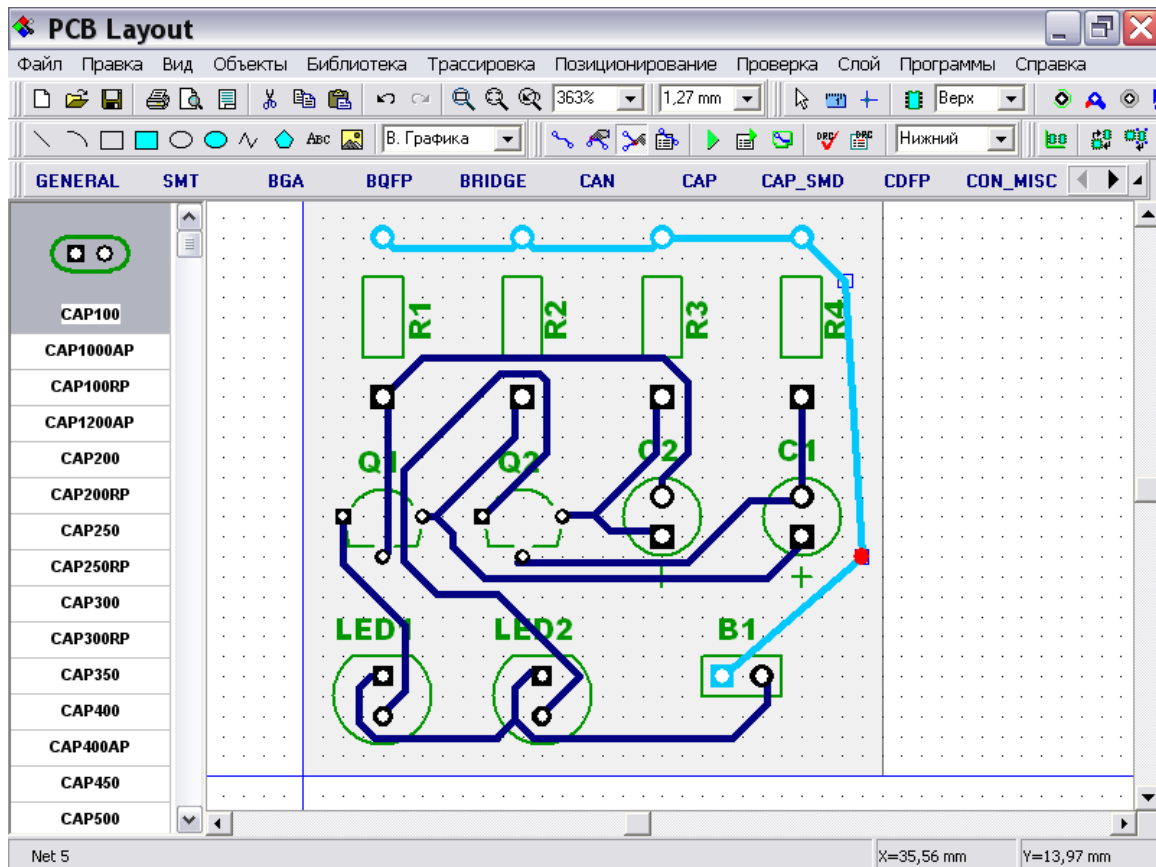 PCB Layout
Файл Правка Вид Объекты Библиотека Трассировка Позиционирование Проверка Слой Программы Справка
363% 1,27 mm Верх
ABC В. Графика DRC DRC Нижний
GENERAL SMT BGA BQFP BRIDGE CAN CAP CAP_SMD CDFP CON_MISC
CAP100
CAP1000AP
CAP100RP
CAP1200AP
CAP200
CAP200RP
CAP250
CAP250RP
CAP300
CAP300RP
CAP350
CAP400
CAP400AP
CAP450
CAP500
R1 R2 R3 R4
Q1 Q2 C2 C1
LED1 LED2 B1
Net 5 X=35,56 mm Y=13,97 mm